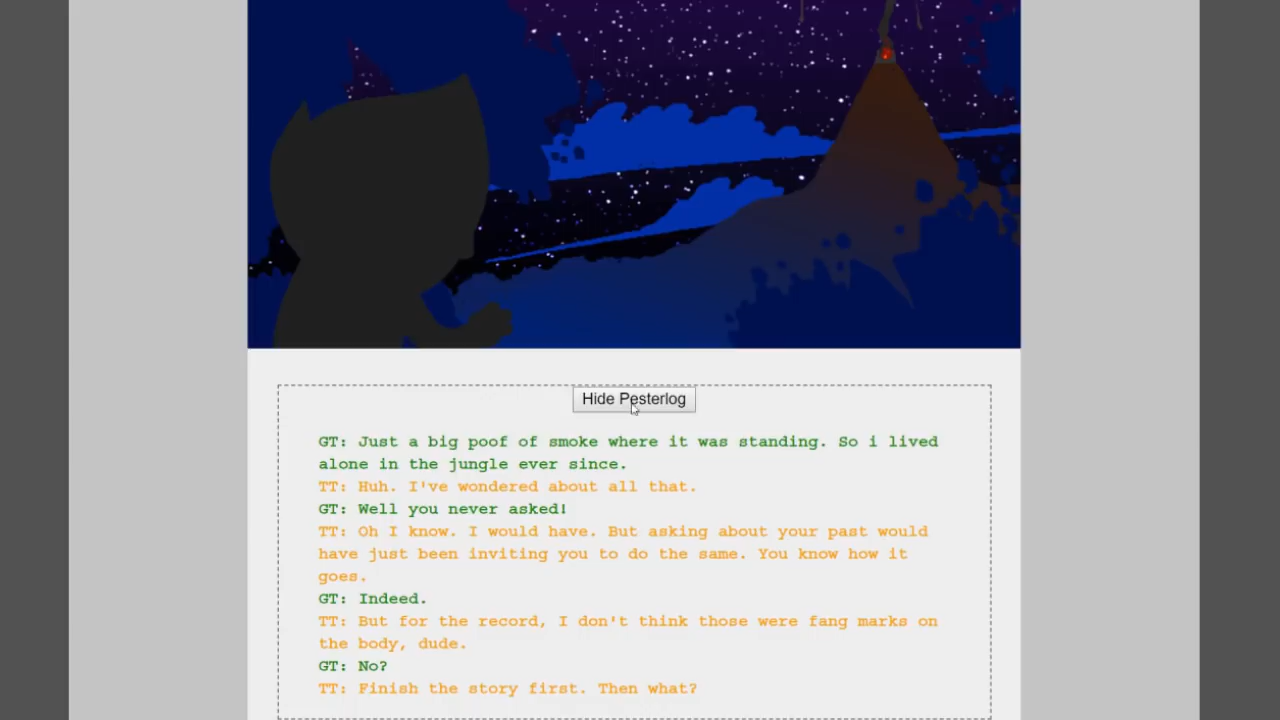 Hide Pesterlog
GT: Just a big poof of smoke where it was standing. So i lived
alone in the jungle ever since.
TT: Huh. I've wondered about all that.
GT: Well you never asked!
TT: Oh I know. I would have. But asking about your past would
have just been inviting you to do the same. You know how it
goes.
GT: Indeed.
TT: But for the record, I don't think those were fang marks on
the body, dude.
GT: No?
TT: Finish the story first. Then what?